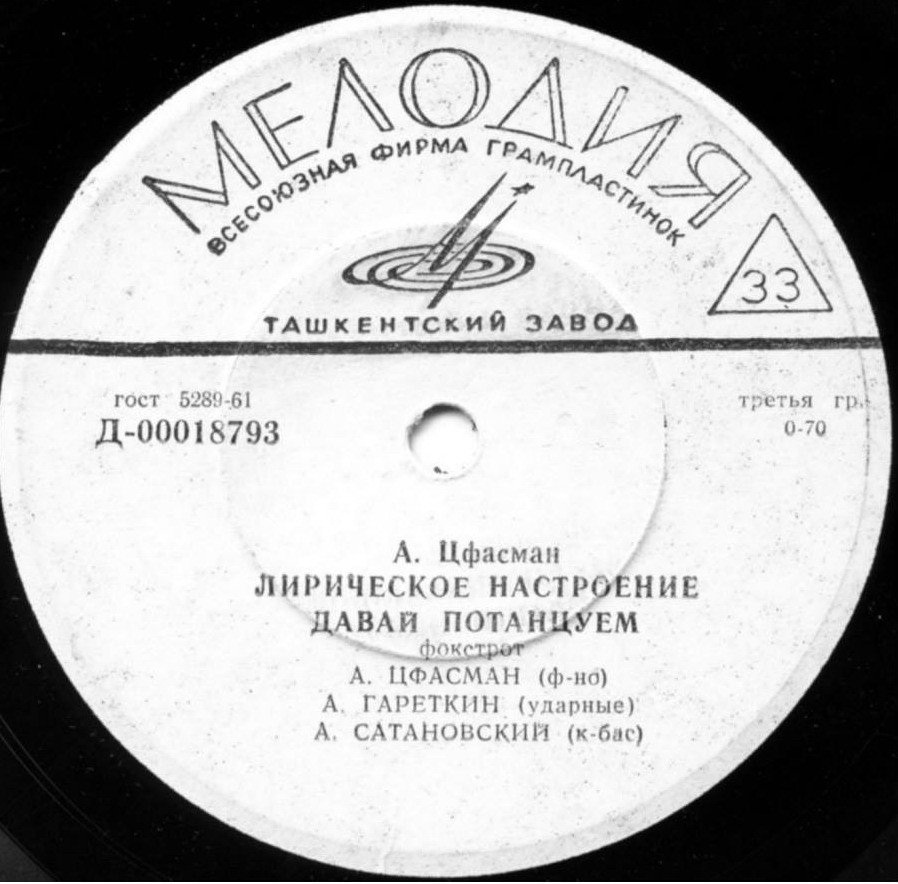 МЕЛОДИЯ
ВСЕСОЮЗНАЯ ФИРМА ГРАМПЛАСТИНОК
33
ТАШКЕНТСКИЙ ЗАВОД
гост 5289-61
третья гр.
Д-00018793
0-70
А. Цфасман
ЛИРИЧЕСКОЕ НАСТРОЕНИЕ
ДАВАЙ ПОТАНЦУЕМ
фокстрот
А. ЦФАСМАН (ф-но)
А. ГАРЕТКИН (ударные)
А. САТАНОВСКИЙ (к-бас)